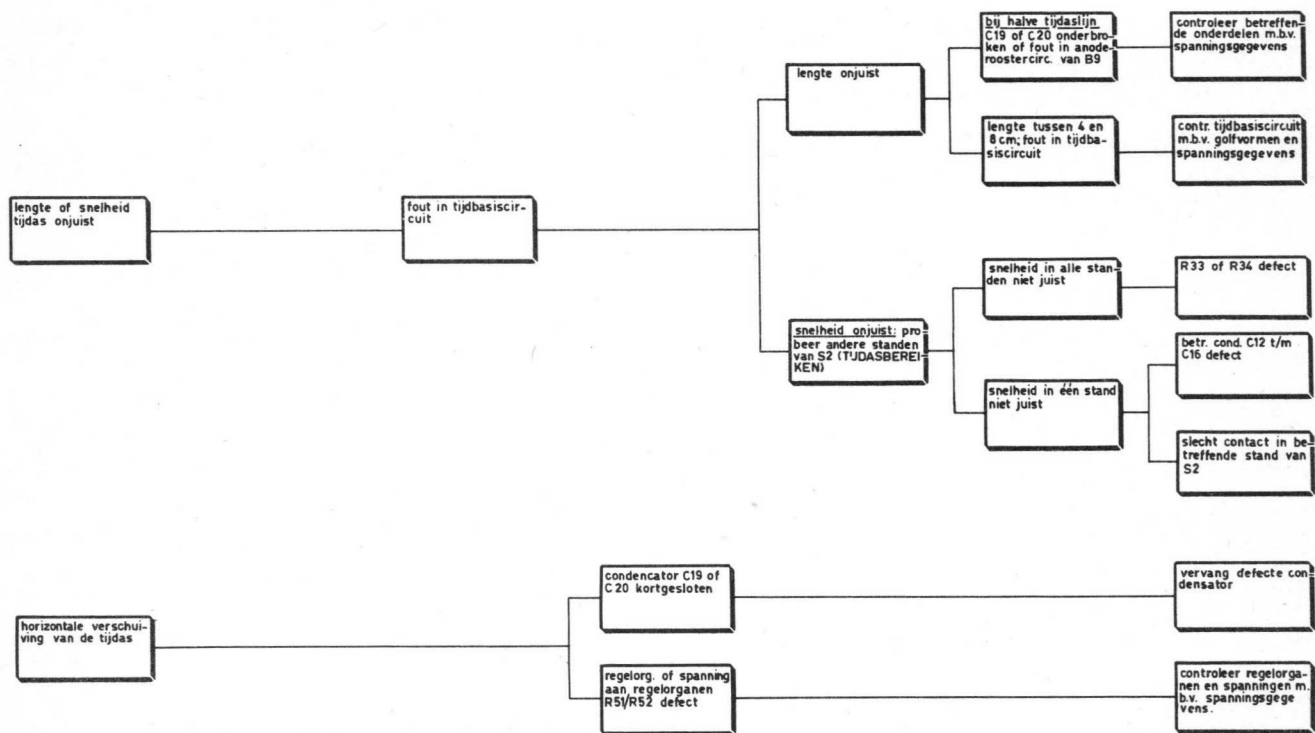 bij halve tijdaslijn
C19 of C20 onderbro-
ken of fout in anode-
roostercirc. van B9
controleer betreffen-
de onderdelen m.b.v.
spanningsgegevens
lengte onjuist
lengte tussen 4 en
8 cm; fout in tijdba-
siscircuit
contr. tijdbasiscircuit
m.b.v. golfvormen en
spanningsgegevens
lengte of snelheid
tijdas onjuist
fout in tijdbasiscir-
cuit
snelheid in alle stan-
den niet juist
R33 of R34 defect
snelheid onjuist: pro-
beer andere standen
van S2 (TIJDASBEREI-
KEN)
snelheid in één stand
niet juist
betr. cond. C12 t/m
C16 defect
slecht contact in be-
treffende stand van
S2
horizontale verschui-
ving van de tijdas
condencator C19 of
C20 kortgesloten
vervang defecte con
densator
regelorg. of spanning
aan regelorganen
R51/R52 defect
controleer regelorga-
nen en spanningen m.
b.v. spanningsgege
vens.